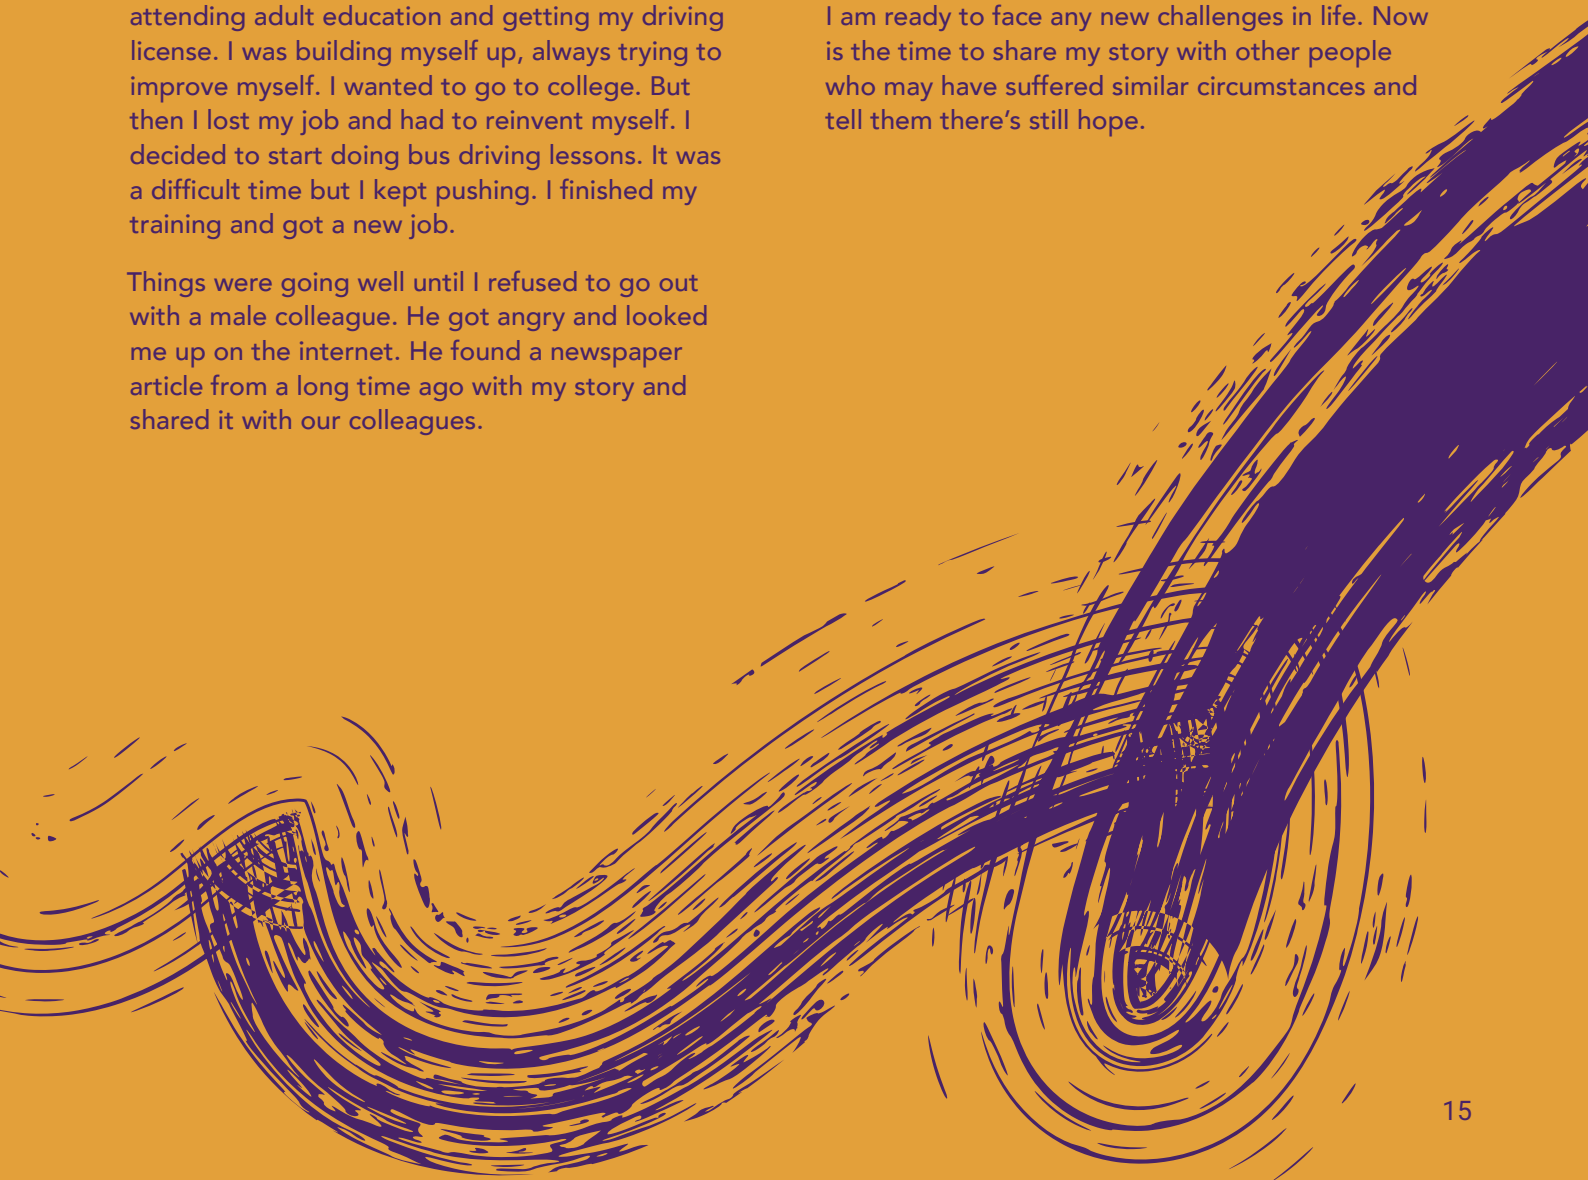 attending adult education and getting my driving
license. I was building myself up, always trying to
improve myself. I wanted to go to college. But
then I lost my job and had to reinvent myself. I
decided to start doing bus driving lessons. It was
a difficult time but I kept pushing. I finished my
training and got a new job.
Things were going well until I refused to go out
with a male colleague. He got angry and looked
me up on the internet. He found a newspaper
article from a long time ago with my story and
shared it with our colleagues.
I am ready to face any new challenges in life. Now
is the time to share my story with other people
who may have suffered similar circumstances and
tell them there’s still hope.
15